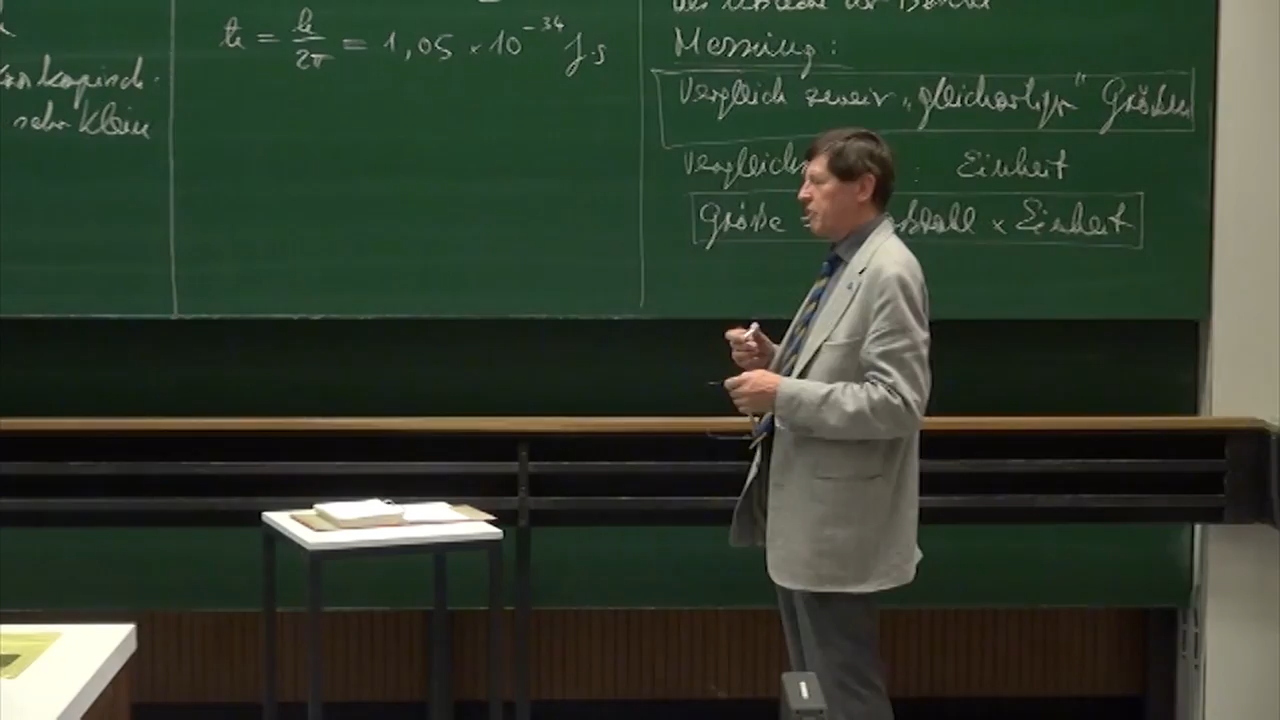 sehr klein
ħ = h/2π = 1,05 × 10⁻³⁴ J·s
Messung:
Vergleich zweier „gleichartiger“ Größen
Vergleichs : Einheit
Größe × Einheit